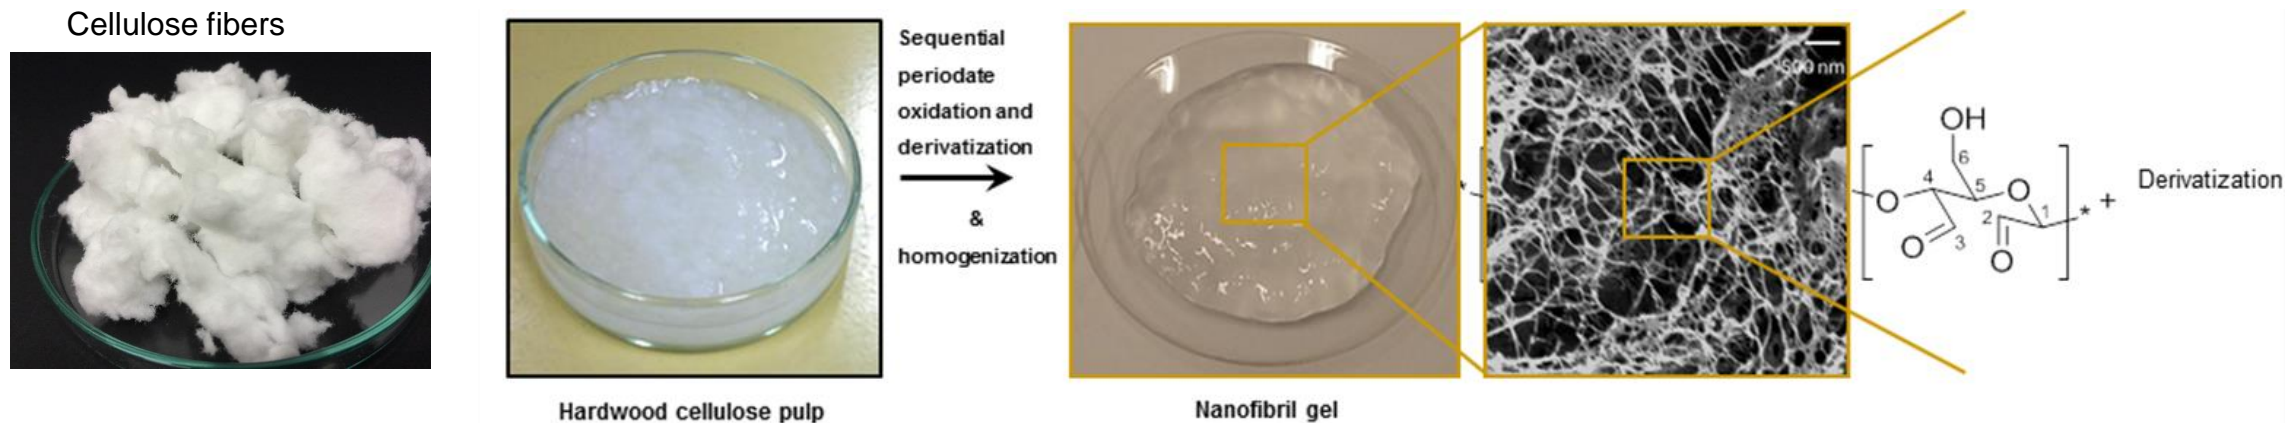 Cellulose fibers
Sequential
periodate
oxidation and
derivatization
&
homogenization
Hardwood cellulose pulp
Nanofibril gel
500 nm
OH
6
4
5
O
O
1
*
+
Derivatization
2
O
3
O
*